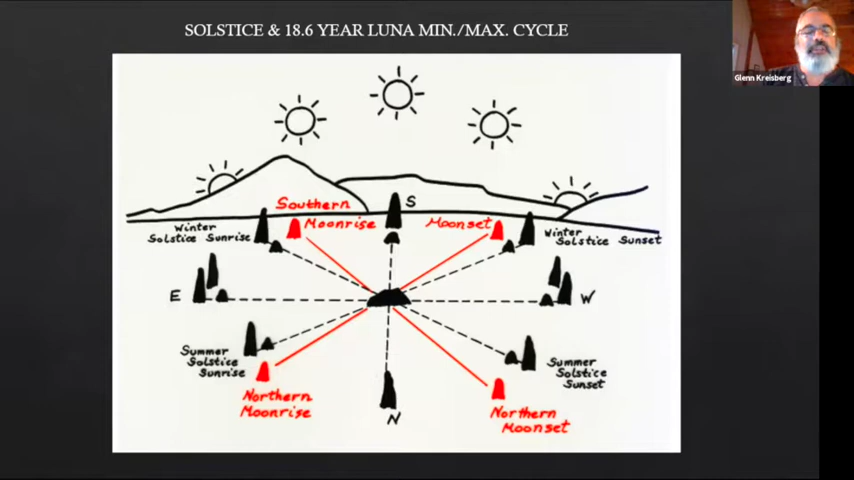 SOLSTICE & 18.6 YEAR LUNA MIN./MAX. CYCLE
Glenn Kreisberg
S
Southern
Moonrise
Moonset
Winter
Solstice Sunrise
Winter
Solstice Sunset
E
W
Summer
Solstice
Sunrise
Summer
Solstice
Sunset
Northern
Moonrise
N
Northern
Moonset